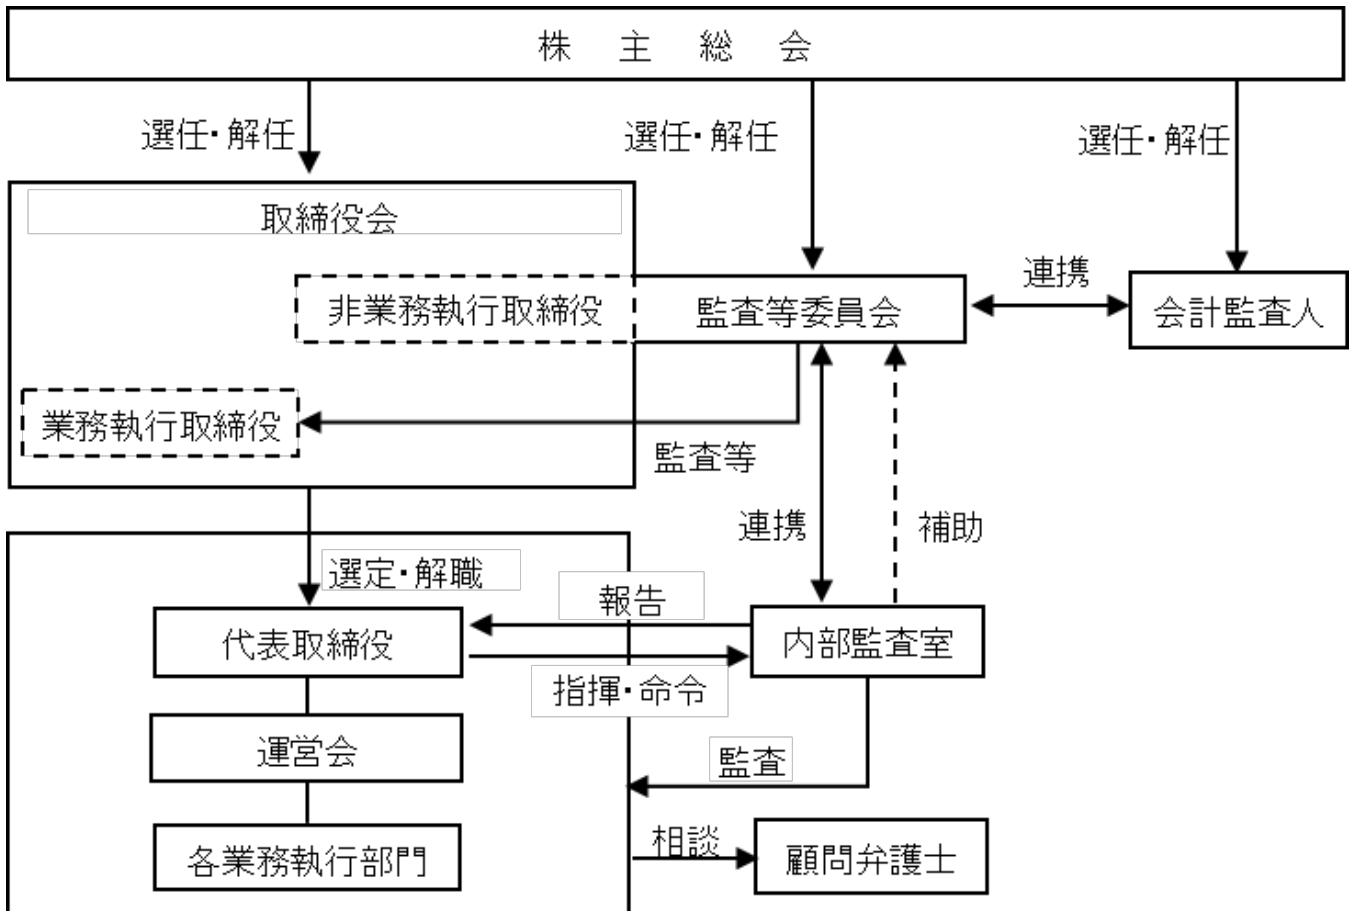 株主総会
選任・解任
選任・解任
選任・解任
取締役会
非業務執行取締役
監査等委員会
連携
会計監査人
業務執行取締役
監査等
連携
補助
選定・解職
報告
代表取締役
内部監査室
指揮・命令
運営会
監査
各業務執行部門
相談
顧問弁護士